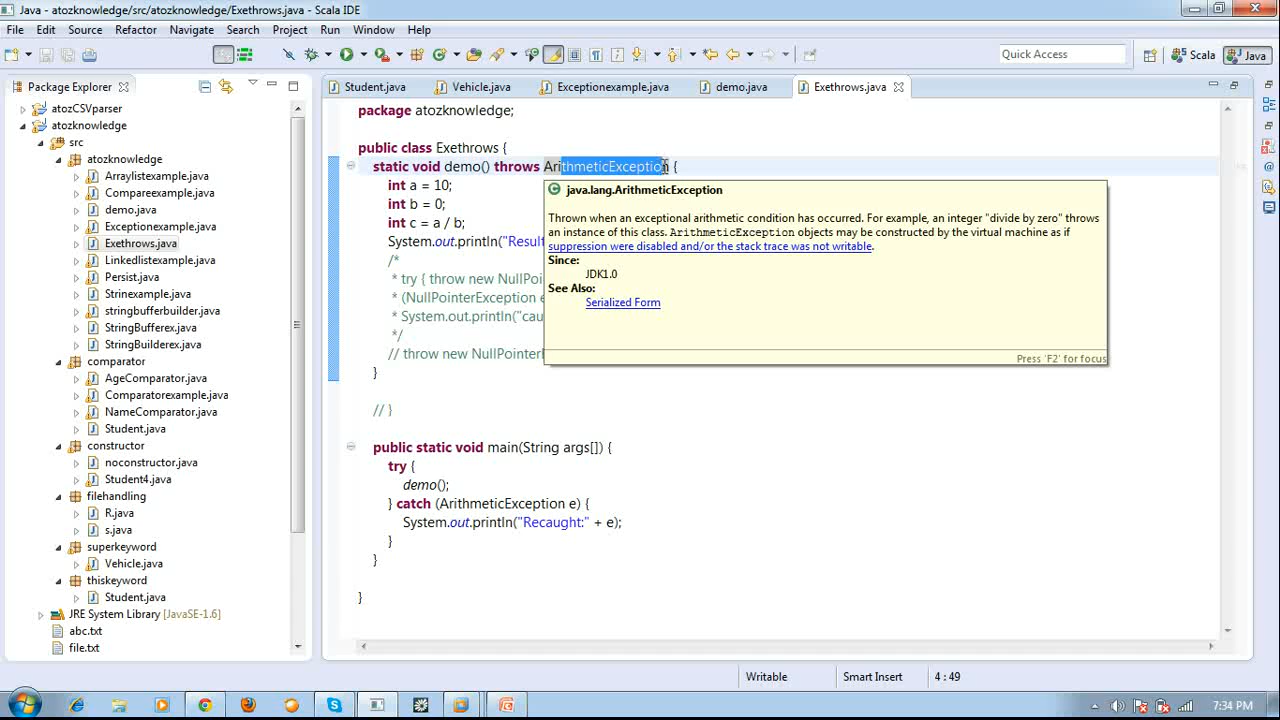 Java - atozknowledge/src/atozknowledge/Exethrows.java - Scala IDE
File Edit Source Refactor Navigate Search Project Run Window Help
Quick Access
Scala
Java
Package Explorer
atozCSVparser
atozknowledge
src
atozknowledge
Arraylistexample.java
Compareexample.java
demo.java
Exceptionexample.java
Exethrows.java
Linkedlistexample.java
Persist.java
Strinexample.java
stringbufferbuilder.java
StringBufferex.java
StringBuilderex.java
comparator
AgeComparator.java
Comparatorexample.java
NameComparator.java
Student.java
constructor
noconstructor.java
Student4.java
filehandling
R.java
s.java
superkeyword
Vehicle.java
thiskeyword
Student.java
JRE System Library [JavaSE-1.6]
abc.txt
file.txt
Student.java Vehicle.java Exceptionexample.java demo.java Exethrows.java
package atozknowledge;
public class Exethrows {
static void demo() throws ArithmeticException {
int a = 10;
int b = 0;
int c = a / b;
System.out.println("Result
/*
* try { throw new NullPoi
* (NullPointerException e
* System.out.println("cau
*/
// throw new NullPointerE
}
// }
public static void main(String args[]) {
try {
demo();
} catch (ArithmeticException e) {
System.out.println("Recaught:" + e);
}
}
}
java.lang.ArithmeticException
Thrown when an exceptional arithmetic condition has occurred. For example, an integer "divide by zero" throws
an instance of this class. ArithmeticException objects may be constructed by the virtual machine as if
suppression were disabled and/or the stack trace was not writable.
Since:
JDK1.0
See Also:
Serialized Form
Press 'F2' for focus
Writable Smart Insert 4 : 49
7:34 PM